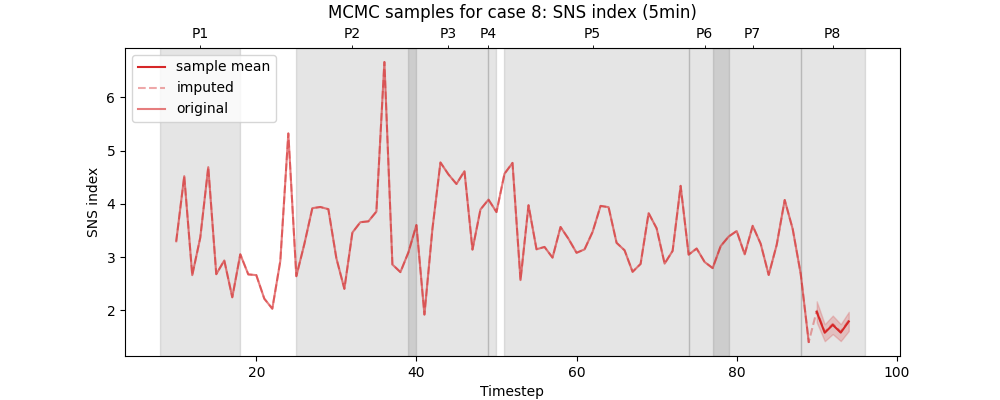 MCMC samples for case 8: SNS index (5min)
P1 P2 P3 P4 P5 P6 P7 P8
sample mean
imputed
original
6
5
4
3
2
SNS index
20 40 60 80 100
Timestep